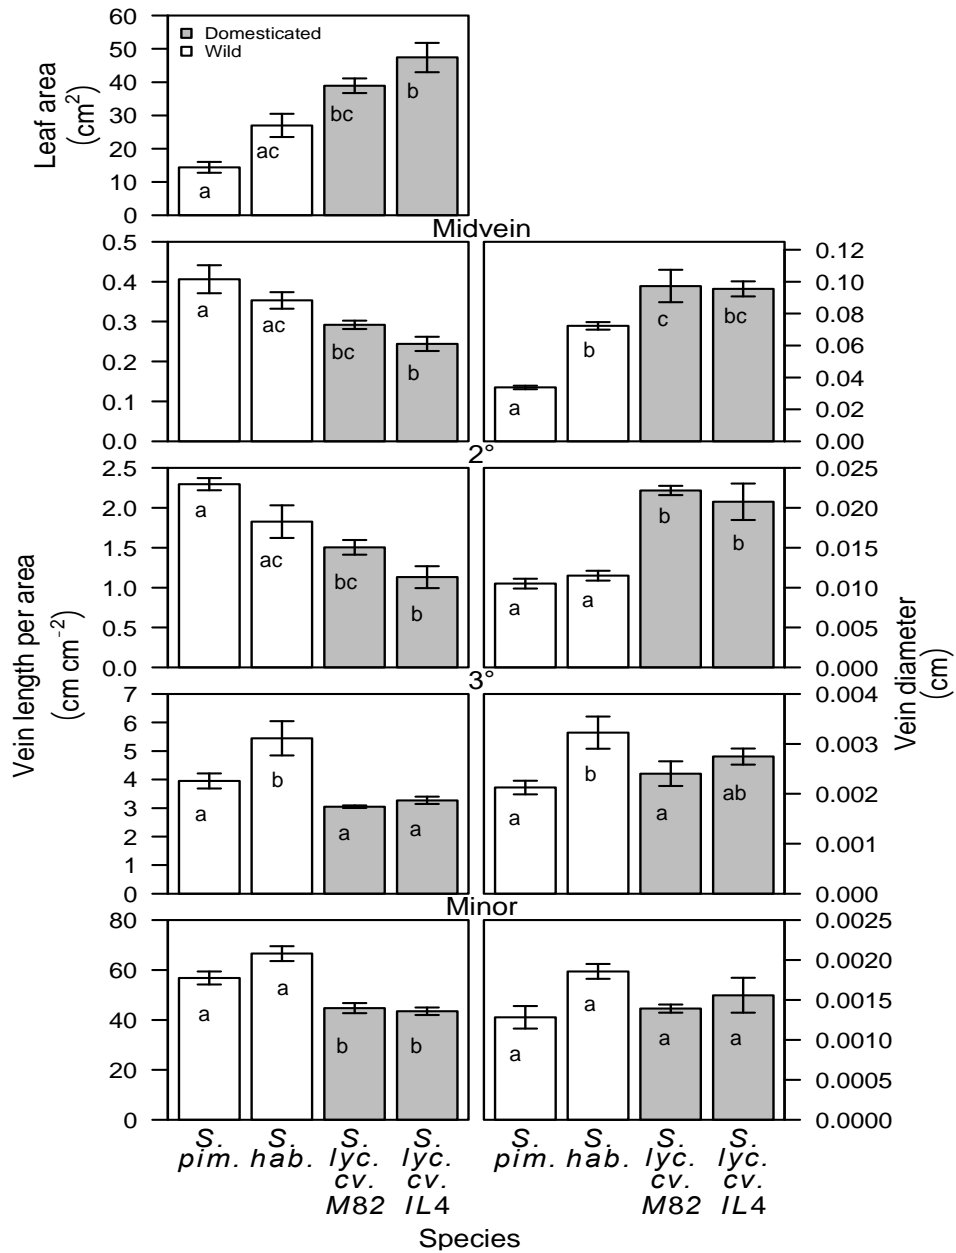 Leaf area
(cm²)
60
50
40
30
20
10
0
Domesticated
Wild
a
ac
bc
b
Midvein
0.5
0.4
0.3
0.2
0.1
0.0
a
ac
bc
b
a
b
c
bc
0.12
0.10
0.08
0.06
0.04
0.02
0.00
2°
Vein length per area
(cm cm⁻²)
2.5
2.0
1.5
1.0
0.5
0.0
a
ac
bc
b
a
a
b
b
0.025
0.020
0.015
0.010
0.005
0.000
Vein diameter
(cm)
3°
7
6
5
4
3
2
1
0
a
b
a
a
a
b
a
ab
0.004
0.003
0.002
0.001
0.000
Minor
80
60
40
20
0
a
a
b
b
a
a
a
a
0.0025
0.0020
0.0015
0.0010
0.0005
0.0000
S.
pim.
S.
hab.
S.
lyc.
cv.
M82
S.
lyc.
cv.
IL4
S.
pim.
S.
hab.
S.
lyc.
cv.
M82
S.
lyc.
cv.
IL4
Species